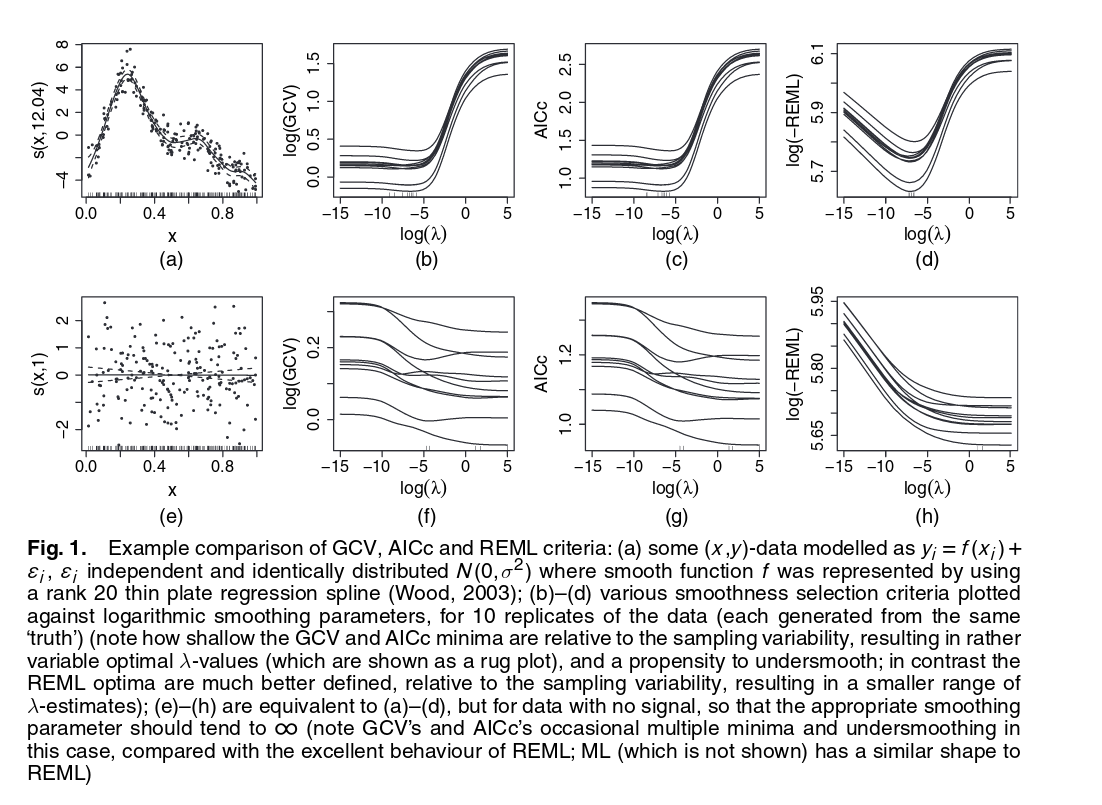 s(x,12.04)
−4 0 2 4 6 8
0.0 0.4 0.8
x
(a)
log(GCV)
0.0 0.5 1.0 1.5
−15 −10 −5 0 5
log(λ)
(b)
AICc
1.0 1.5 2.0 2.5
−15 −10 −5 0 5
log(λ)
(c)
log(−REML)
5.7 5.9 6.1
−15 −10 −5 0 5
log(λ)
(d)
s(x,1)
−2 0 1 2
0.0 0.4 0.8
x
(e)
log(GCV)
0.0 0.2
−15 −10 −5 0 5
log(λ)
(f)
AICc
1.0 1.2
−15 −10 −5 0 5
log(λ)
(g)
log(−REML)
5.65 5.80 5.95
−15 −10 −5 0 5
log(λ)
(h)
Fig. 1. Example comparison of GCV, AICc and REML criteria: (a) some (x,y)-data modelled as yᵢ = f(xᵢ) +
εᵢ, εᵢ independent and identically distributed N(0,σ²) where smooth function f was represented by using
a rank 20 thin plate regression spline (Wood, 2003); (b)–(d) various smoothness selection criteria plotted
against logarithmic smoothing parameters, for 10 replicates of the data (each generated from the same
‘truth’) (note how shallow the GCV and AICc minima are relative to the sampling variability, resulting in rather
variable optimal λ-values (which are shown as a rug plot), and a propensity to undersmooth; in contrast the
REML optima are much better defined, relative to the sampling variability, resulting in a smaller range of
λ-estimates); (e)–(h) are equivalent to (a)–(d), but for data with no signal, so that the appropriate smoothing
parameter should tend to ∞ (note GCV’s and AICc’s occasional multiple minima and undersmoothing in
this case, compared with the excellent behaviour of REML; ML (which is not shown) has a similar shape to
REML)